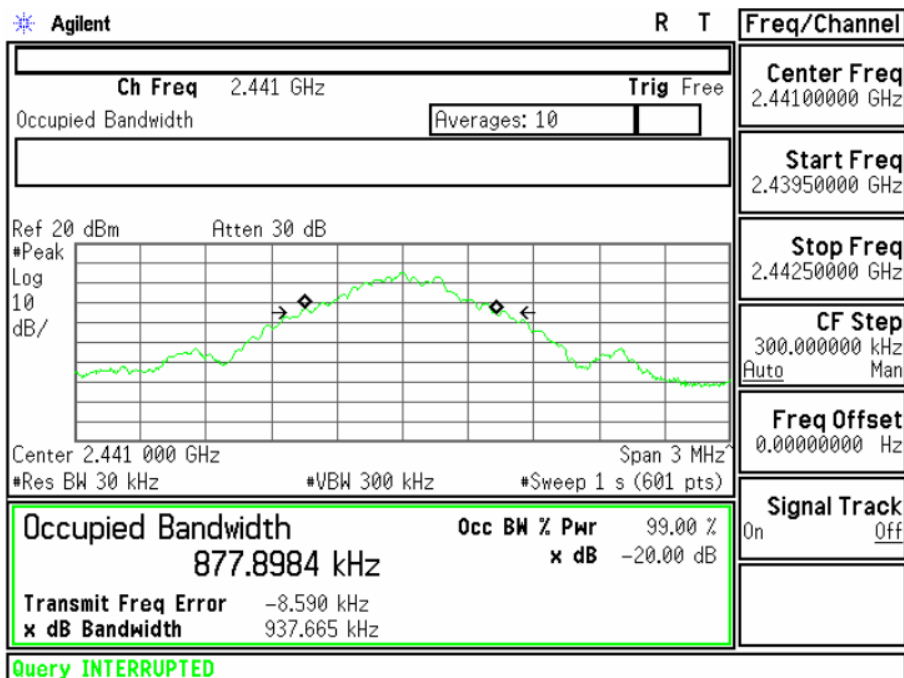 Agilent R T Freq/Channel
Ch Freq 2.441 GHz Trig Free
Occupied Bandwidth Averages: 10
Center Freq
2.44100000 GHz
Start Freq
2.43950000 GHz
Stop Freq
2.44250000 GHz
CF Step
300.000000 kHz
Auto Man
Freq Offset
0.00000000 Hz
Signal Track
On Off
Ref 20 dBm Atten 30 dB
#Peak
Log
10
dB/
Center 2.441 000 GHz Span 3 MHz^
#Res BW 30 kHz #VBW 300 kHz #Sweep 1 s (601 pts)
Occupied Bandwidth Occ BW % Pwr 99.00 %
877.8984 kHz x dB -20.00 dB
Transmit Freq Error -8.590 kHz
x dB Bandwidth 937.665 kHz
Query INTERRUPTED